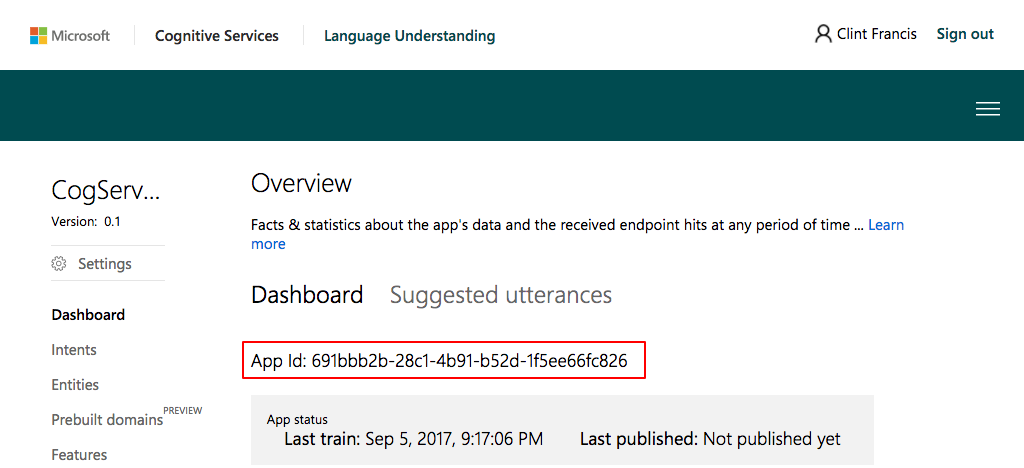 Microsoft Cognitive Services Language Understanding Clint Francis Sign out
CogServ...
Version: 0.1
Settings
Dashboard
Intents
Entities
Prebuilt domains PREVIEW
Features
Overview
Facts & statistics about the app's data and the received endpoint hits at any period of time ... Learn
more
Dashboard Suggested utterances
App Id: 691bbb2b-28c1-4b91-b52d-1f5ee66fc826
App status
Last train: Sep 5, 2017, 9:17:06 PM Last published: Not published yet